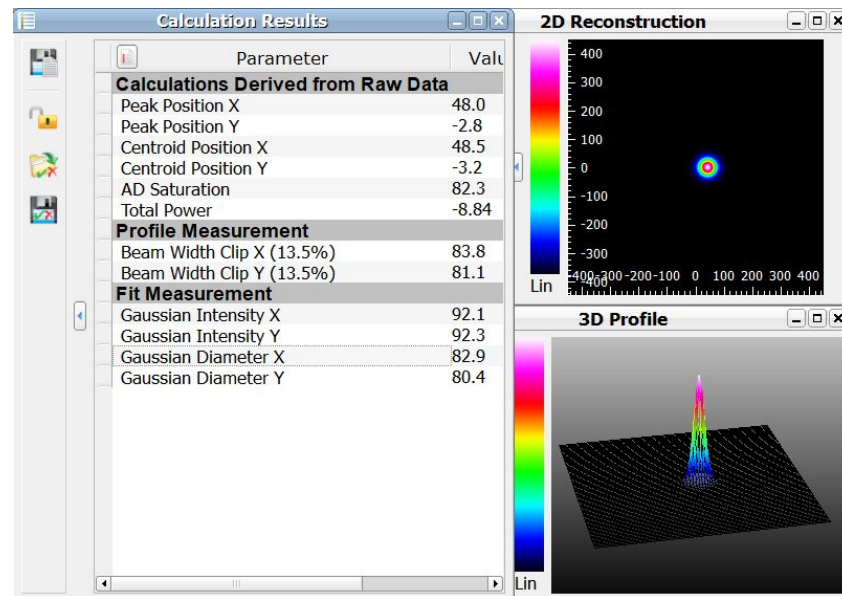 Calculation Results
Parameter Valu
Calculations Derived from Raw Data
Peak Position X 48.0
Peak Position Y -2.8
Centroid Position X 48.5
Centroid Position Y -3.2
AD Saturation 82.3
Total Power -8.84
Profile Measurement
Beam Width Clip X (13.5%) 83.8
Beam Width Clip Y (13.5%) 81.1
Fit Measurement
Gaussian Intensity X 92.1
Gaussian Intensity Y 92.3
Gaussian Diameter X 82.9
Gaussian Diameter Y 80.4
2D Reconstruction
400
300
200
100
0
-100
-200
-300
-400
-400 -300 -200 -100 0 100 200 300 400
Lin
3D Profile
Lin